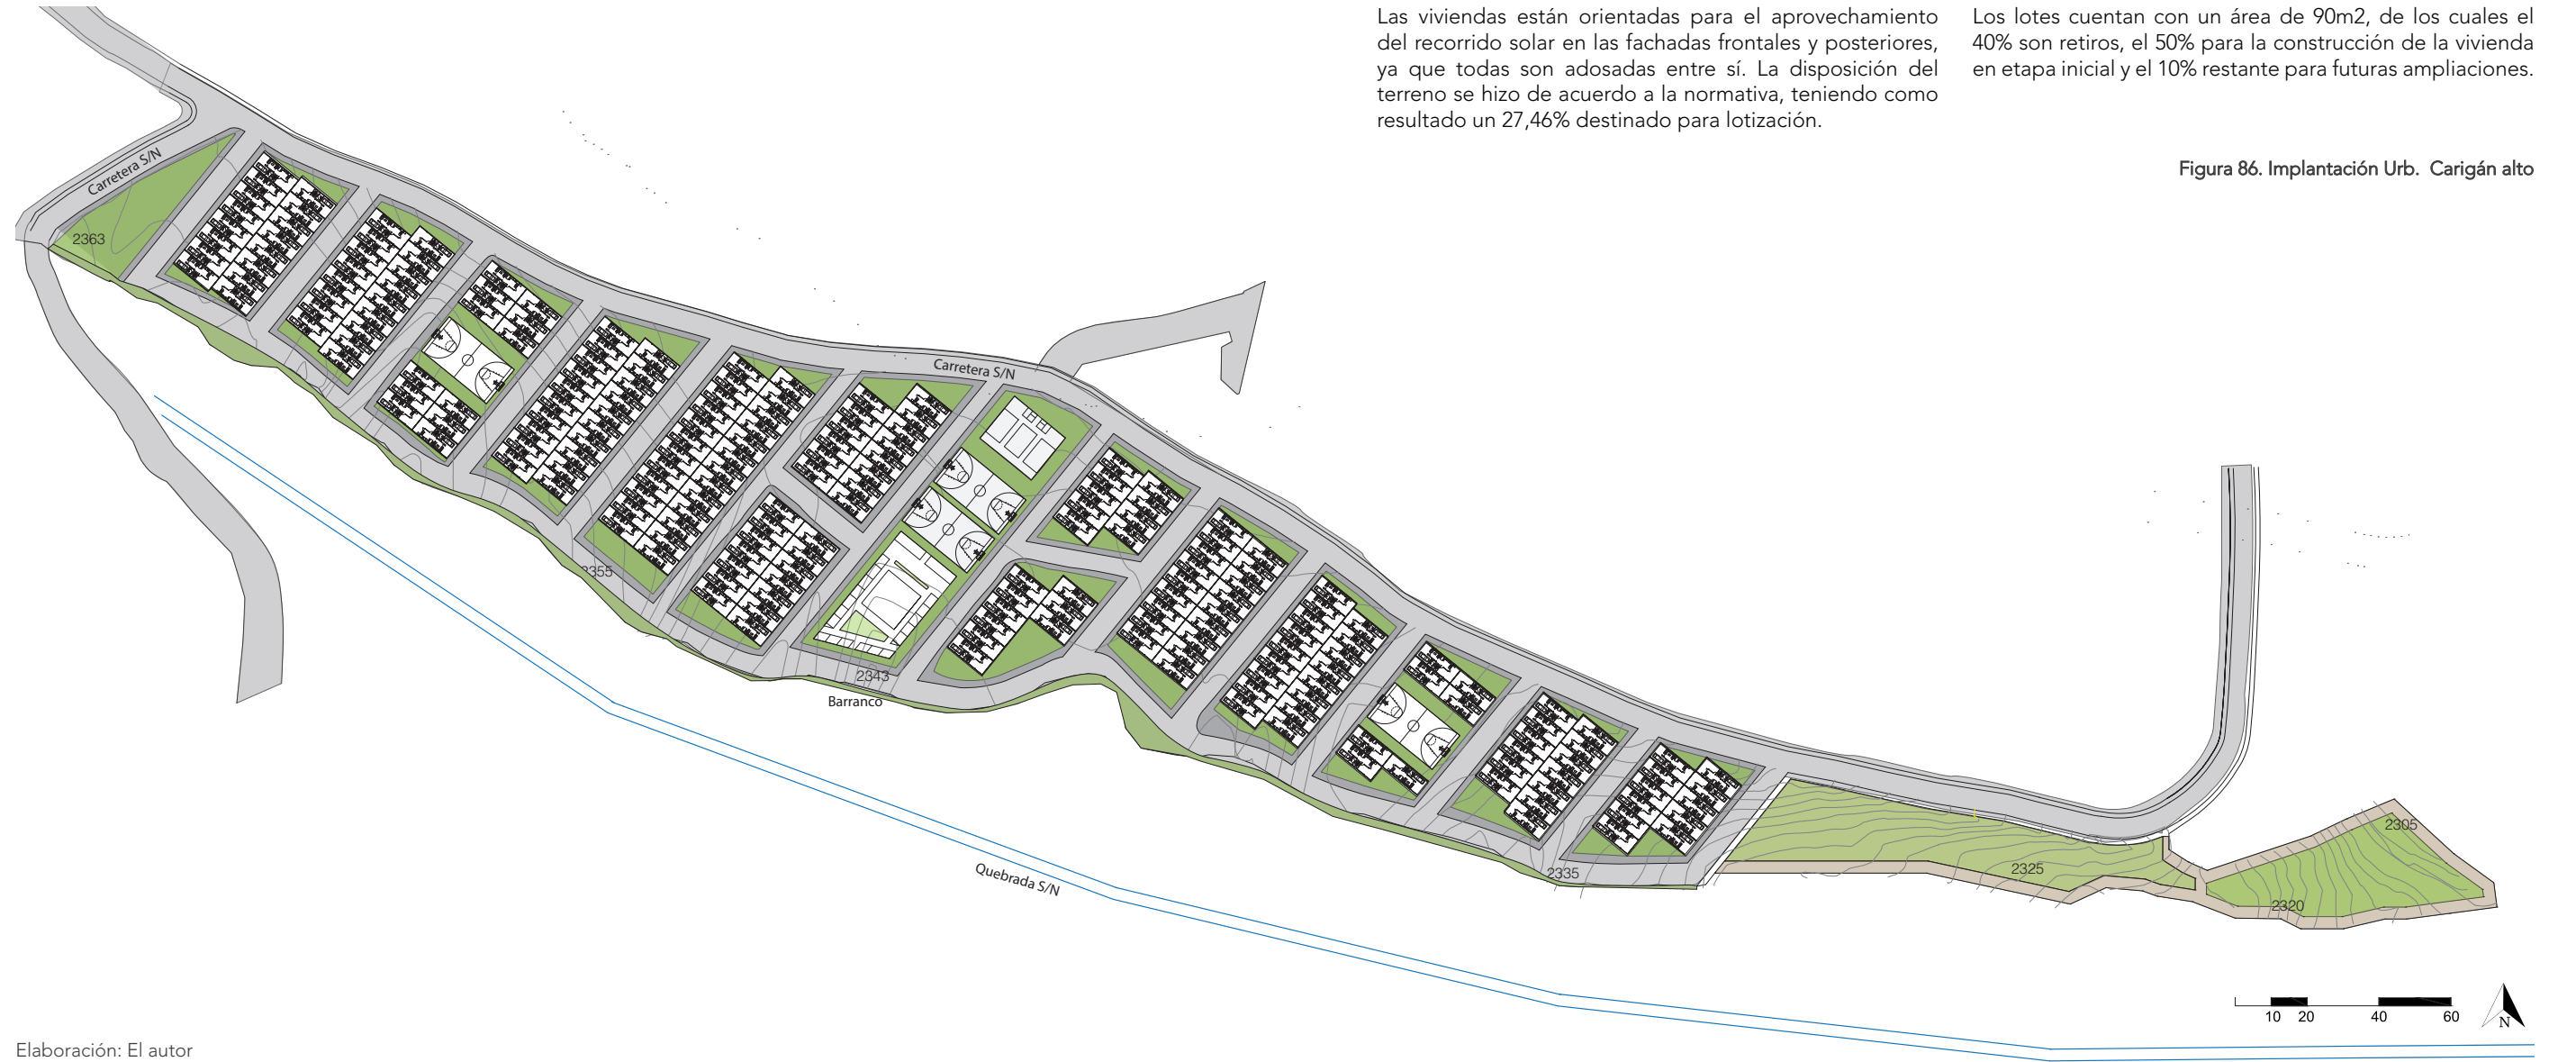 Las viviendas están orientadas para el aprovechamiento
del recorrido solar en las fachadas frontales y posteriores,
ya que todas son adosadas entre sí. La disposición del
terreno se hizo de acuerdo a la normativa, teniendo como
resultado un 27,46% destinado para lotización.
Los lotes cuentan con un área de 90m2, de los cuales el
40% son retiros, el 50% para la construcción de la vivienda
en etapa inicial y el 10% restante para futuras ampliaciones.
Figura 86. Implantación Urb. Carigán alto
Carretera S/N
2363
Carretera S/N
2355
2343
Barranco
Quebrada S/N
2335
2325
2305
2320
10 20 40 60
N
Elaboración: El autor